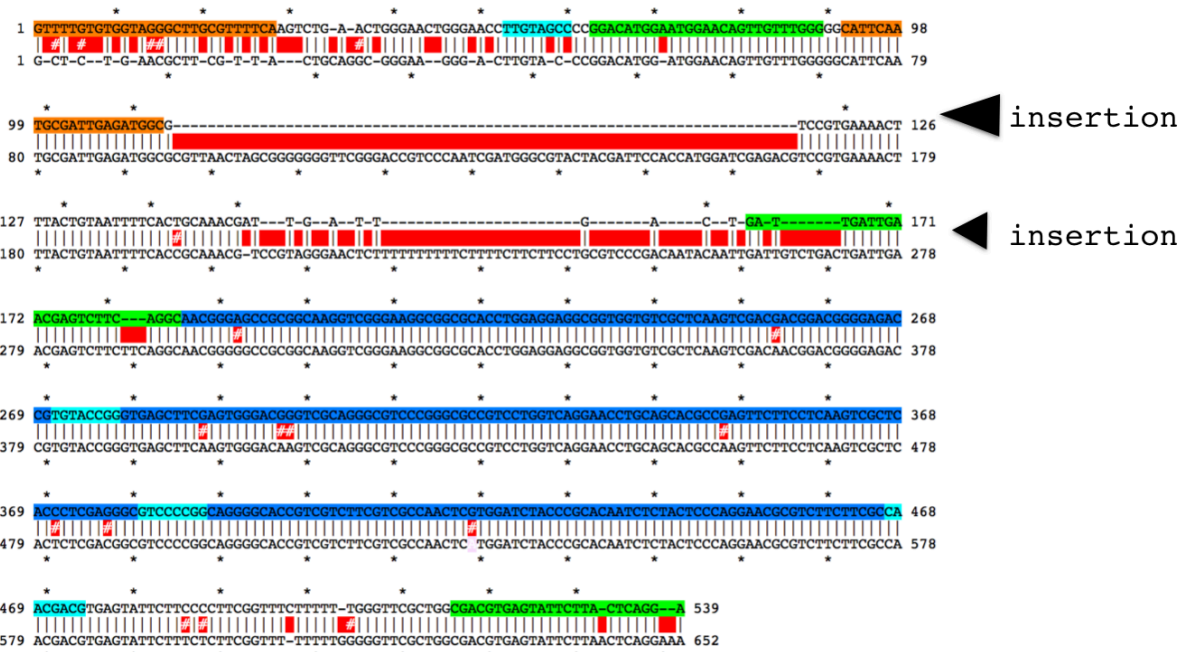 1 GTTTTGTGTGGTAGGGCTTGCGTTTTCAAGTCTG-A-ACTGGGAACTGGGAACCTTGTAGCCCCGGACATGGAATGGAACAGTTGTTTGGGGGCATTCAA 98
1 G-CT-C--T-G-AACGCTT-CG-T-T-A---CTGCAGGC-GGGAA--GGG-A-CTTGTA-C-CCGGACATGG-ATGGAACAGTTGTTTGGGGGCATTCAA 79
99 TGCGATTGAGATGGCG------------------------------------------------------------------------TCCGTGAAAACT 126
insertion
80 TGCGATTGAGATGGCGCGTTAACTAGCGGGGGGGTTCGGGACCGTCCCAATCGATGGGCGTACTACGATTCCACCATGGATCGAGACGTCCGTGAAAACT 179
127 TTACTGTAATTTTCACTGCAAACGAT---T-G--A--T-T-----------------------G-------A-----C--T-GA-T-------TGATTGA 171
insertion
180 TTACTGTAATTTTCACCGCAAACG-TCCGTAGGGAACTCTTTTTTTTTTCTTTTCTTCTTCCTGCGTCCCGACAATACAATTGATTGTCTGACTGATTGA 278
172 ACGAGTCTTC---AGGCAACGGGAGCCGCGGCAAGGTCGGGAAGGCGGCGCACCTGGAGGAGGCGGTGGTGTCGCTCAAGTCGACGACGGACGGGGAGAC 268
279 ACGAGTCTTCTTCAGGCAACGGGGGCCGCGGCAAGGTCGGGAAGGCGGCGCACCTGGAGGAGGCGGTGGTGTCGCTCAAGTCGACAACGGACGGGGAGAC 378
269 CGTGTACCGGGTGAGCTTCGAGTGGGACGGGTCGCAGGGCGTCCCGGGCGCCGTCCTGGTCAGGAACCTGCAGCACGCCGAGTTCTTCCTCAAGTCGCTC 368
379 CGTGTACCGGGTGAGCTTCAAGTGGGACAAGTCGCAGGGCGTCCCGGGCGCCGTCCTGGTCAGGAACCTGCAGCACGCCAAGTTCTTCCTCAAGTCGCTC 478
369 ACCCTCGAGGGCGTCCCCGGCAGGGGCACCGTCGTCTTCGTCGCCAACTCGTGGATCTACCCGCACAATCTCTACTCCCAGGAACGCGTCTTCTTCGCCA 468
479 ACTCTCGACGGCGTCCCCGGCAGGGGCACCGTCGTCTTCGTCGCCAACTC TGGATCTACCCGCACAATCTCTACTCCCAGGAACGCGTCTTCTTCGCCA 578
469 ACGACGTGAGTATTCTTCCCCTTCGGTTTCTTTTT-TGGGTTCGCTGGCGACGTGAGTATTCTTA-CTCAGG--A 539
579 ACGACGTGAGTATTCTTTCTCTTCGGTTT-TTTTTGGGGGTTCGCTGGCGACGTGAGTATTCTTAACTCAGGAAA 652